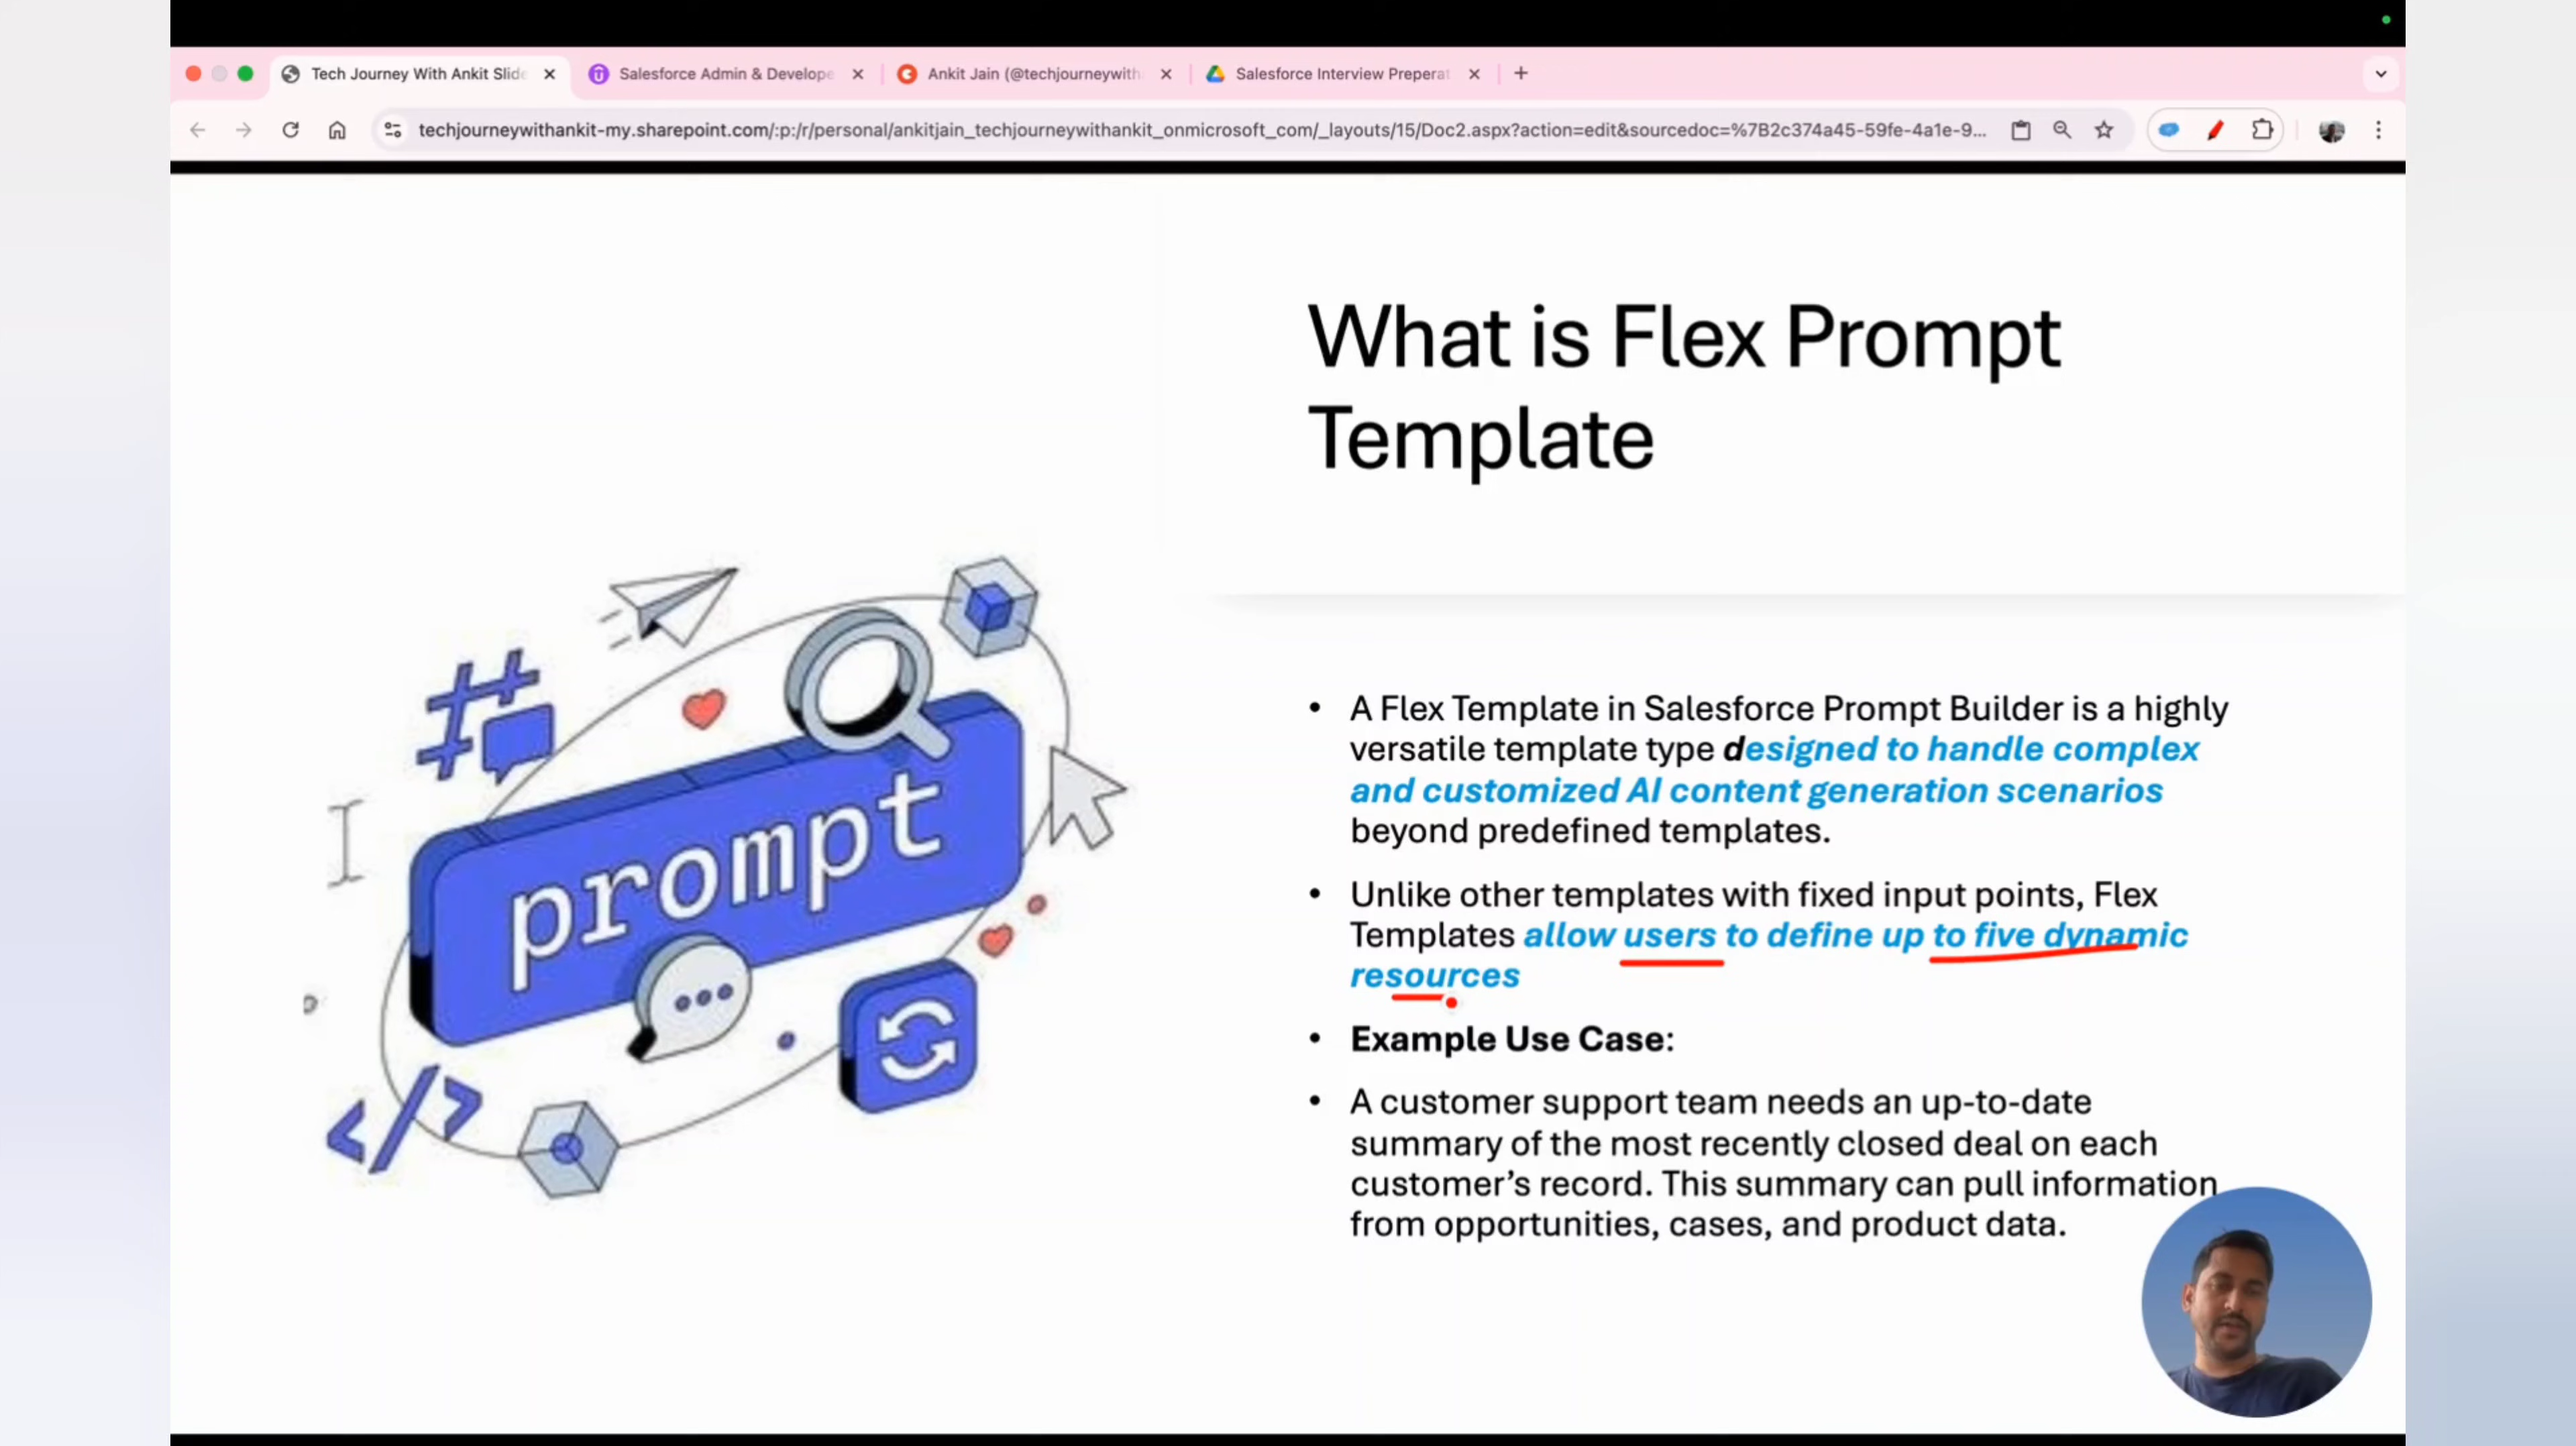 Tech Journey With Ankit Slide
Salesforce Admin & Develope
Ankit Jain (@techjourneywith
Salesforce Interview Preperat
techjourneywithankit-my.sharepoint.com/:p:/r/personal/ankitjain_techjourneywithankit_onmicrosoft_com/_layouts/15/Doc2.aspx?action=edit&sourcedoc=%7B2c374a45-59fe-4a1e-9...
What is Flex Prompt
Template
prompt
• A Flex Template in Salesforce Prompt Builder is a highly
versatile template type designed to handle complex
and customized AI content generation scenarios
beyond predefined templates.
• Unlike other templates with fixed input points, Flex
Templates allow users to define up to five dynamic
resources
• Example Use Case:
• A customer support team needs an up-to-date
summary of the most recently closed deal on each
customer's record. This summary can pull information
from opportunities, cases, and product data.